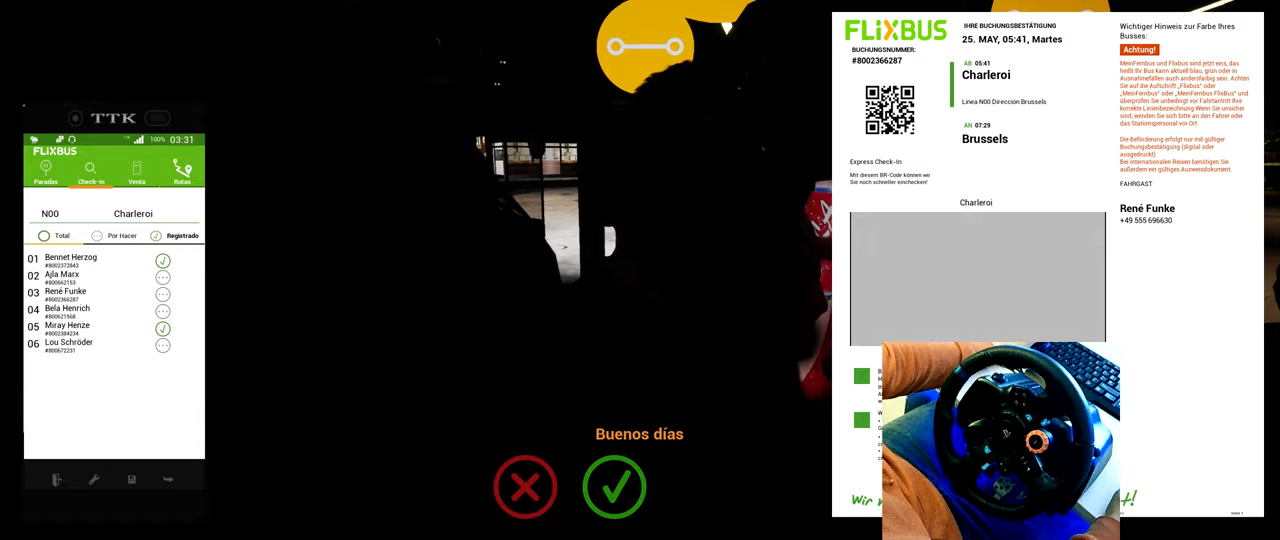 TTK
LTE
100%
03:31
FLiXBUS
Paradas
Check-in
Venta
Rutas
N00
Charleroi
Total
Por Hacer
Registrado
01 Bennet Herzog
#8002372843
02 Ajla Marx
#800662153
03 René Funke
#8002366287
04 Bela Henrich
#800621568
05 Miray Henze
#8002384234
06 Lou Schröder
#800672231
Buenos días
FLiXBUS
BUCHUNGSNUMMER:
#8002366287
Express Check-In
Mit diesem BR-Code können wir
Sie noch schneller einchecken!
IHRE BUCHUNGSBESTÄTIGUNG
25. MAY, 05:41, Martes
AB 05:41
Charleroi
Linea N00 Dirección Brussels
AN 07:29
Brussels
Charleroi
Wichtiger Hinweis zur Farbe Ihres
Busses:
Achtung!
MeinFernbus und Flixbus sind jetzt eins, das
heißt Ihr Bus kann aktuell blau, grün oder in
Ausnahmefällen auch andersfarbig sein. Achten
Sie auf die Aufschrift „Flixbus" oder
„MeinFernbus" oder „MeinFernbus FlixBus" und
überprüfen Sie unbedingt vor Fahrtantritt Ihre
korrekte Linienbezeichnung.Wenn Sie unsicher
sind, wenden Sie sich bitte an den Fahrer oder
das Stationspersonal vor Ort.
Die Beförderung erfolgt nur mit gültiger
Buchungsbestätigung (digital oder
ausgedruckt).
Bei internationalen Reisen benötigen Sie
außerdem ein gültiges Ausweisdokument.
FAHRGAST
René Funke
+49 555 696630